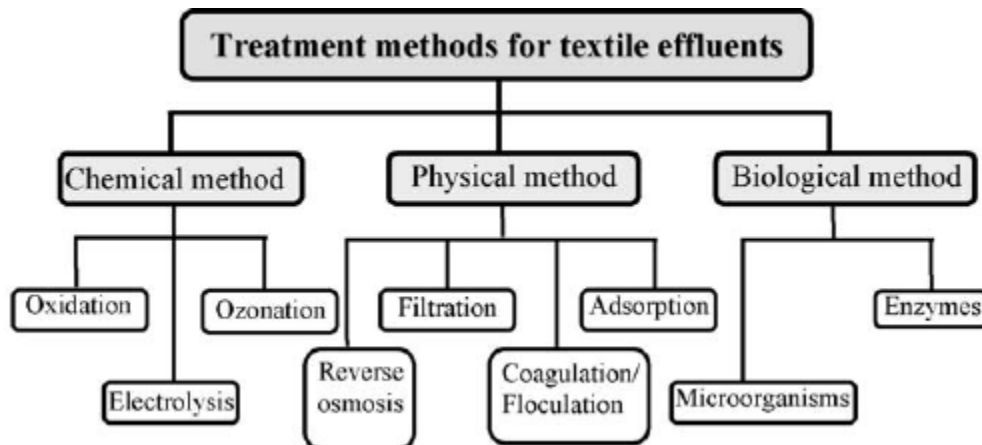 Treatment methods for textile effluents
Chemical method
Physical method
Biological method
Oxidation
Ozonation
Filtration
Adsorption
Enzymes
Electrolysis
Reverse
osmosis
Coagulation/
Floculation
Microorganisms